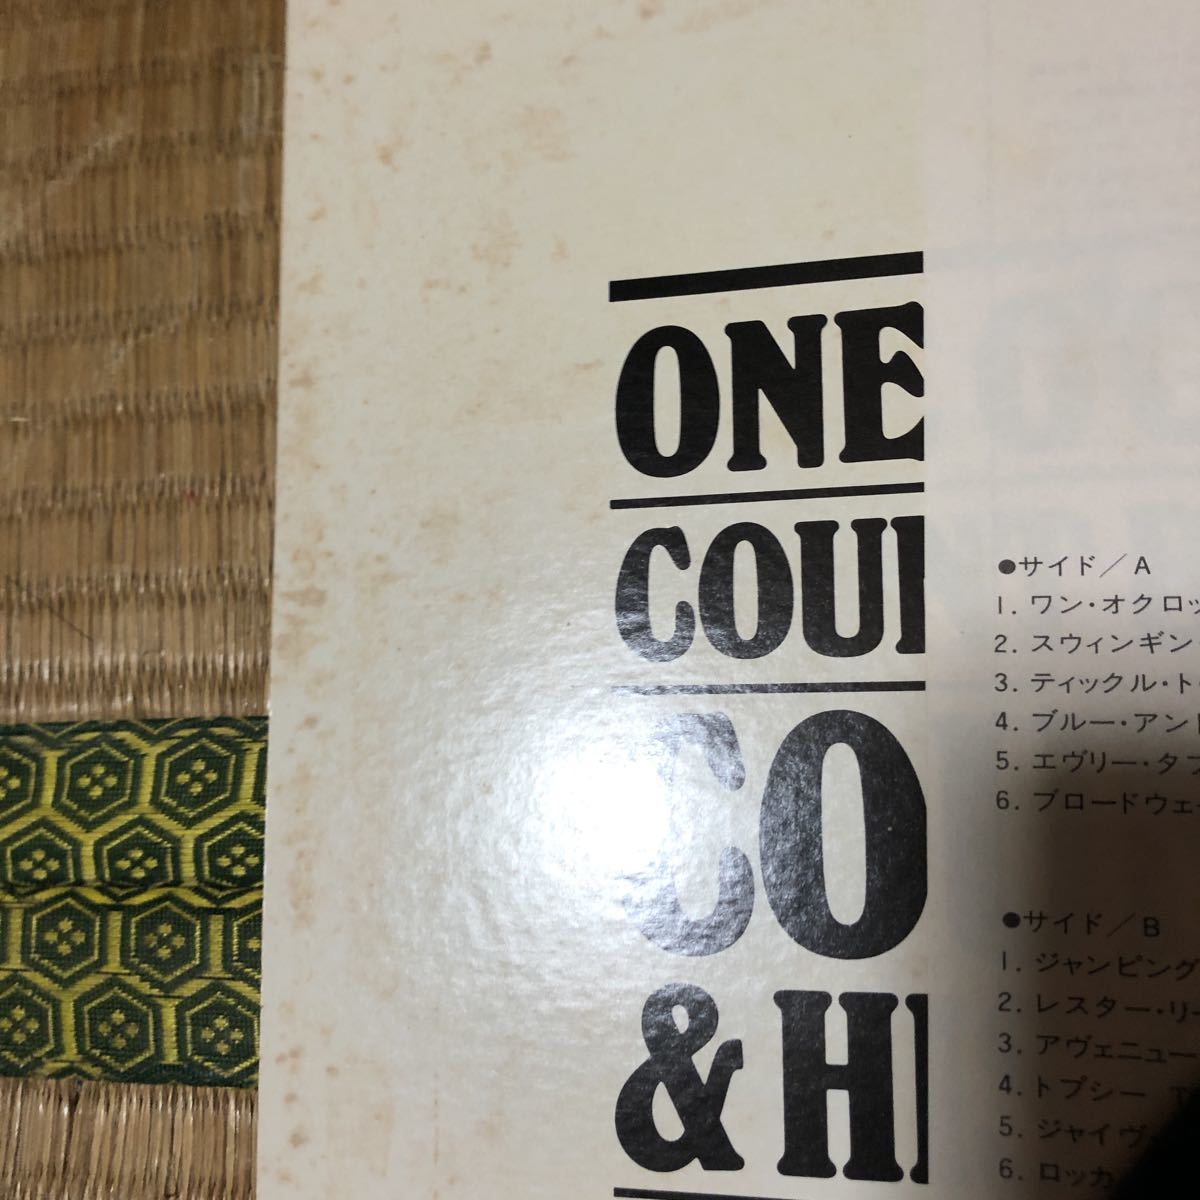 ONE
COU
CO
& H
●サイド／A
1. ワン・オクロッ
2. スウィンギン・
3. ティックル・ト・
4. ブルー・アンド
5. エヴリー・タブ
6. ブロードウェイ
●サイド／B
1. ジャンピング
2. レスター・リー
3. アヴェニュー
4. トプシー
5. ジャイヴ
6. ロッカ